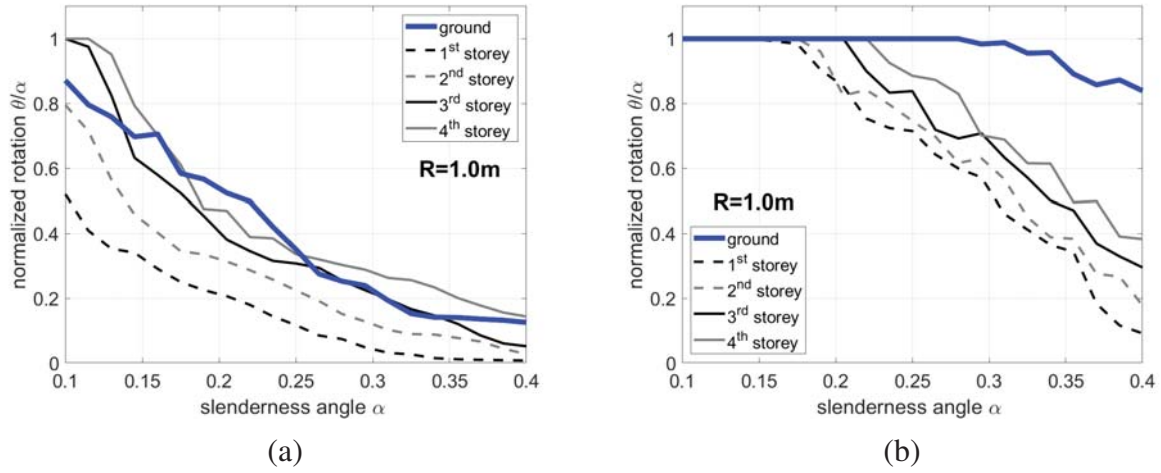 normalized rotation θ/α
1
0.8
0.6
0.4
0.2
0
0.1
0.15
0.2
0.25
0.3
0.35
0.4
slenderness angle α
ground
1st storey
2nd storey
3rd storey
4th storey
R=1.0m
(a)
normalized rotation θ/α
1
0.8
0.6
0.4
0.2
0
0.1
0.15
0.2
0.25
0.3
0.35
0.4
slenderness angle α
R=1.0m
ground
1st storey
2nd storey
3rd storey
4th storey
(b)